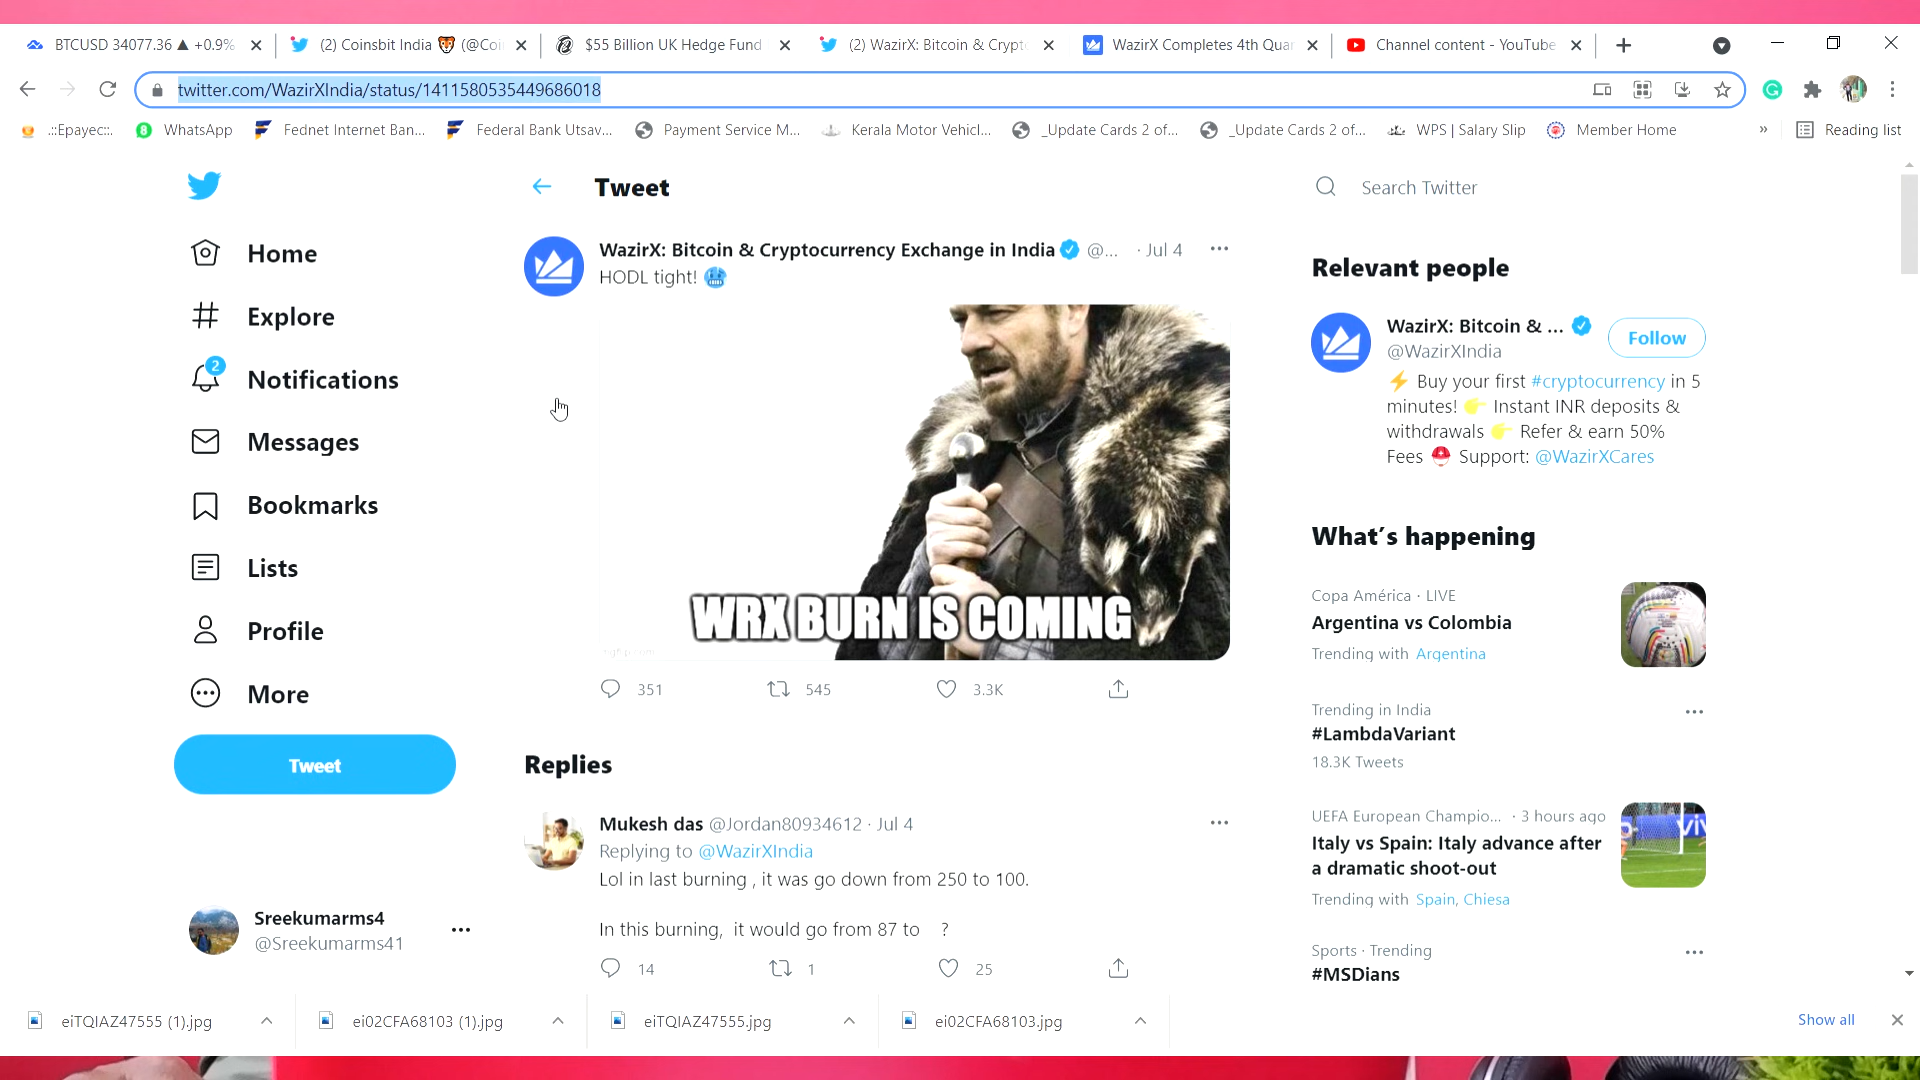 BTCUSD 34077.36 ▲ +0.9%
(2) Coinsbit India 🐯 (@Coi
$55 Billion UK Hedge Fund
(2) WazirX: Bitcoin & Crypt
WazirX Completes 4th Quar
Channel content - YouTube
twitter.com/WazirXIndia/status/1411580535449686018
.::Epayec::.
WhatsApp
Fednet Internet Ban...
Federal Bank Utsav...
Payment Service M...
Kerala Motor Vehicl...
_Update Cards 2 of...
_Update Cards 2 of...
WPS | Salary Slip
Member Home
»
Reading list
Home
Explore
2
Notifications
Messages
Bookmarks
Lists
Profile
More
Tweet
Sreekumarms4
@Sreekumarms41
Tweet
WazirX: Bitcoin & Cryptocurrency Exchange in India @... · Jul 4
HODL tight! 🥶
WRX BURN IS COMING
351 545 3.3K
Replies
Mukesh das @Jordan80934612 · Jul 4
Replying to @WazirXIndia
Lol in last burning , it was go down from 250 to 100.
In this burning, it would go from 87 to ?
14 1 25
Search Twitter
Relevant people
WazirX: Bitcoin & ...
@WazirXIndia
Follow
⚡ Buy your first #cryptocurrency in 5
minutes! 👉 Instant INR deposits &
withdrawals 👉 Refer & earn 50%
Fees ⛑ Support: @WazirXCares
What's happening
Copa América · LIVE
Argentina vs Colombia
Trending with Argentina
Trending in India
#LambdaVariant
18.3K Tweets
UEFA European Champio... · 3 hours ago
Italy vs Spain: Italy advance after
a dramatic shoot-out
Trending with Spain, Chiesa
Sports · Trending
#MSDians
eiTQIAZ47555 (1).jpg
ei02CFA68103 (1).jpg
eiTQIAZ47555.jpg
ei02CFA68103.jpg
Show all